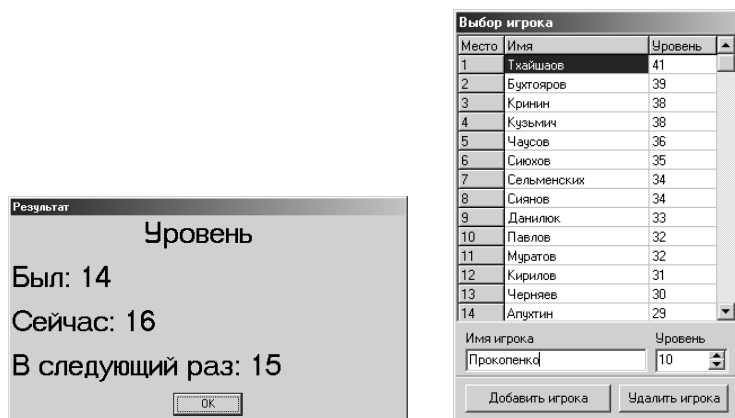 Результат
Уровень
Был: 14
Сейчас: 16
В следующий раз: 15
OK
Выбор игрока
Место Имя Уровень
1 Тхайшаов 41
2 Бухтояров 39
3 Кринин 38
4 Кузьмич 38
5 Чаусов 36
6 Сиюхов 35
7 Сельменских 34
8 Сиянов 34
9 Данилюк 33
10 Павлов 32
11 Муратов 32
12 Кирилов 31
13 Черняев 30
14 Апухтин 29
Имя игрока Уровень
Прокопенко 10
Добавить игрока Удалить игрока